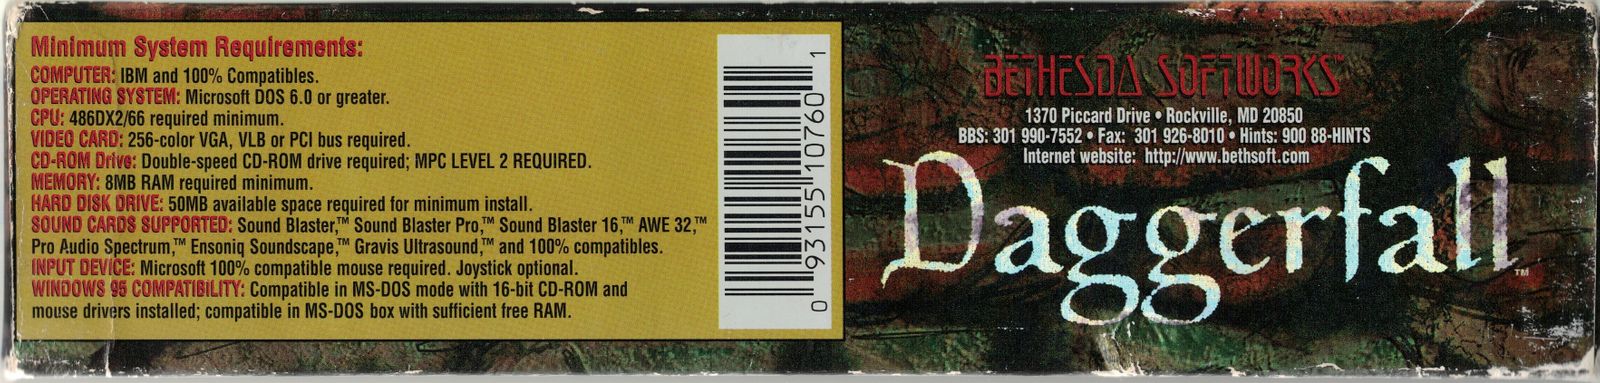 Minimum System Requirements:
COMPUTER: IBM and 100% Compatibles.
OPERATING SYSTEM: Microsoft DOS 6.0 or greater.
CPU: 486DX2/66 required minimum.
VIDEO CARD: 256-color VGA, VLB or PCI bus required.
CD-ROM Drive: Double-speed CD-ROM drive required; MPC LEVEL 2 REQUIRED.
MEMORY: 8MB RAM required minimum.
HARD DISK DRIVE: 50MB available space required for minimum install.
SOUND CARDS SUPPORTED: Sound Blaster,™ Sound Blaster Pro,™ Sound Blaster 16,™ AWE 32,™
Pro Audio Spectrum,™ Ensoniq Soundscape,™ Gravis Ultrasound,™ and 100% compatibles.
INPUT DEVICE: Microsoft 100% compatible mouse required. Joystick optional.
WINDOWS 95 COMPATIBILITY: Compatible in MS-DOS mode with 16-bit CD-ROM and
mouse drivers installed; compatible in MS-DOS box with sufficient free RAM.
0 93155 10760 1
BETHESDA SOFTWORKS™
1370 Piccard Drive • Rockville, MD 20850
BBS: 301 990-7552 • Fax: 301 926-8010 • Hints: 900 88-HINTS
Internet website: http://www.bethsoft.com
Daggerfall™